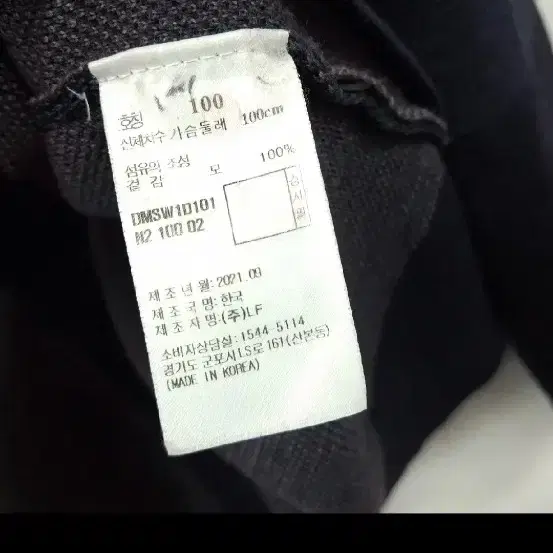 호칭 100
신체치수 가슴둘레 100cm
섬유의 조성
겉감 모 100%
DMSW1D101
N2 100 02
제조년월:2021.09
제조국명:한국
제조자명:(주)LF
소비자상담실:1544-5114
경기도 군포시LS로 161(산본동)
(MADE IN KOREA)